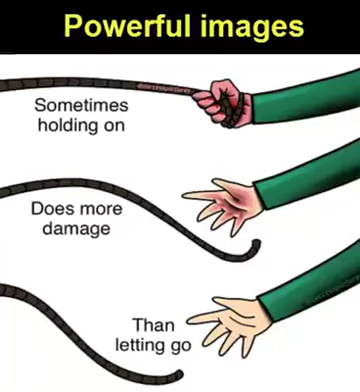 Powerful images
Sometimes
holding on
Does more
damage
Than
letting go